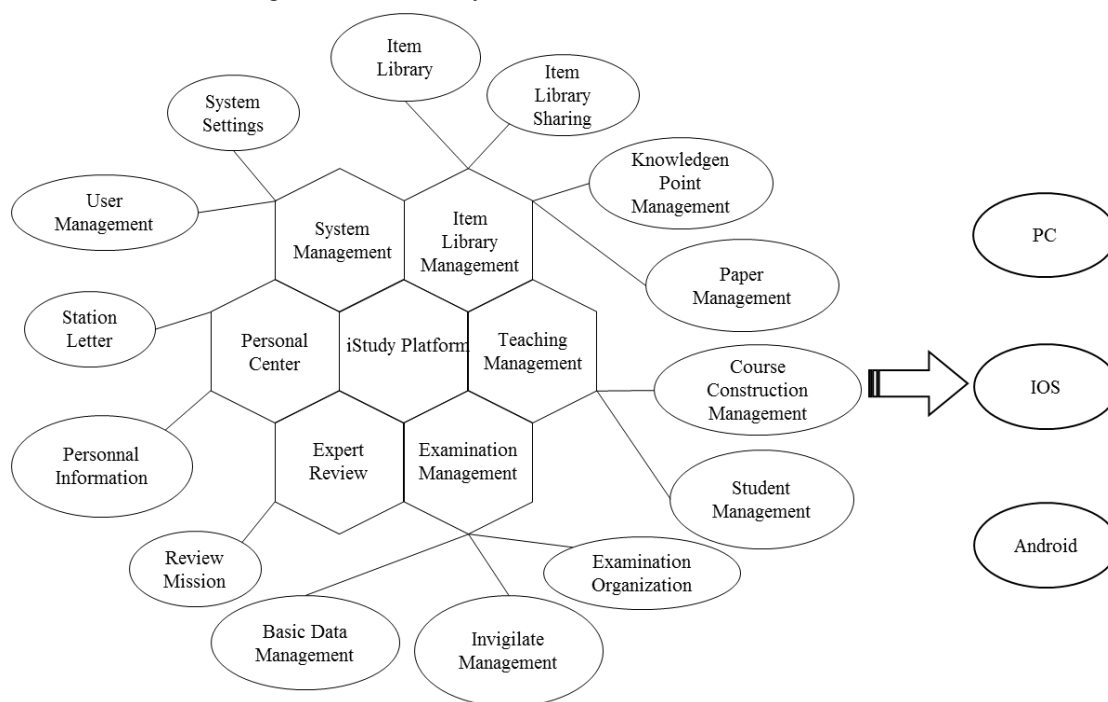 Item
Library
Item
Library
Sharing
System
Settings
Knowledgen
Point
Management
User
Management
System
Management
Item
Library
Management
PC
Paper
Management
Station
Letter
Personal
Center
iStudy Platform
Teaching
Management
Course
Construction
Management
IOS
Personnal
Information
Expert
Review
Examination
Management
Student
Management
Android
Review
Mission
Examination
Organization
Basic Data
Management
Invigilate
Management